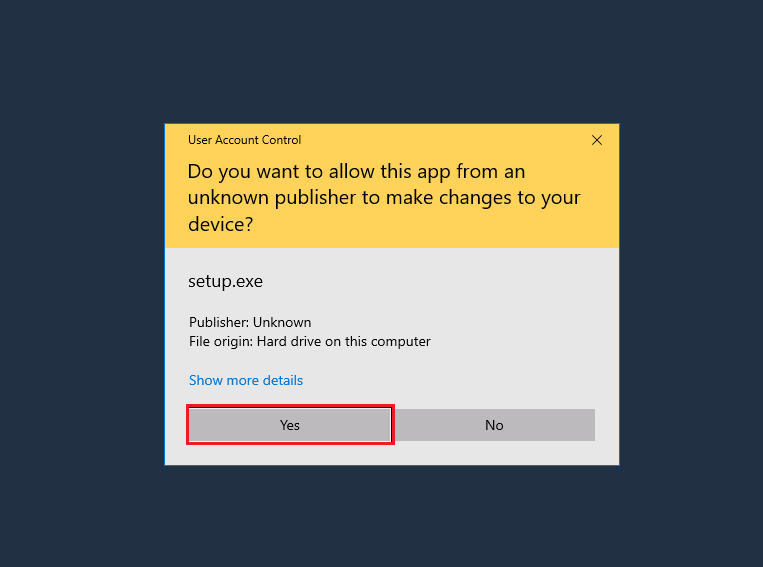 User Account Control
Do you want to allow this app from an
unknown publisher to make changes to your
device?
setup.exe
Publisher: Unknown
File origin: Hard drive on this computer
Show more details
Yes
No